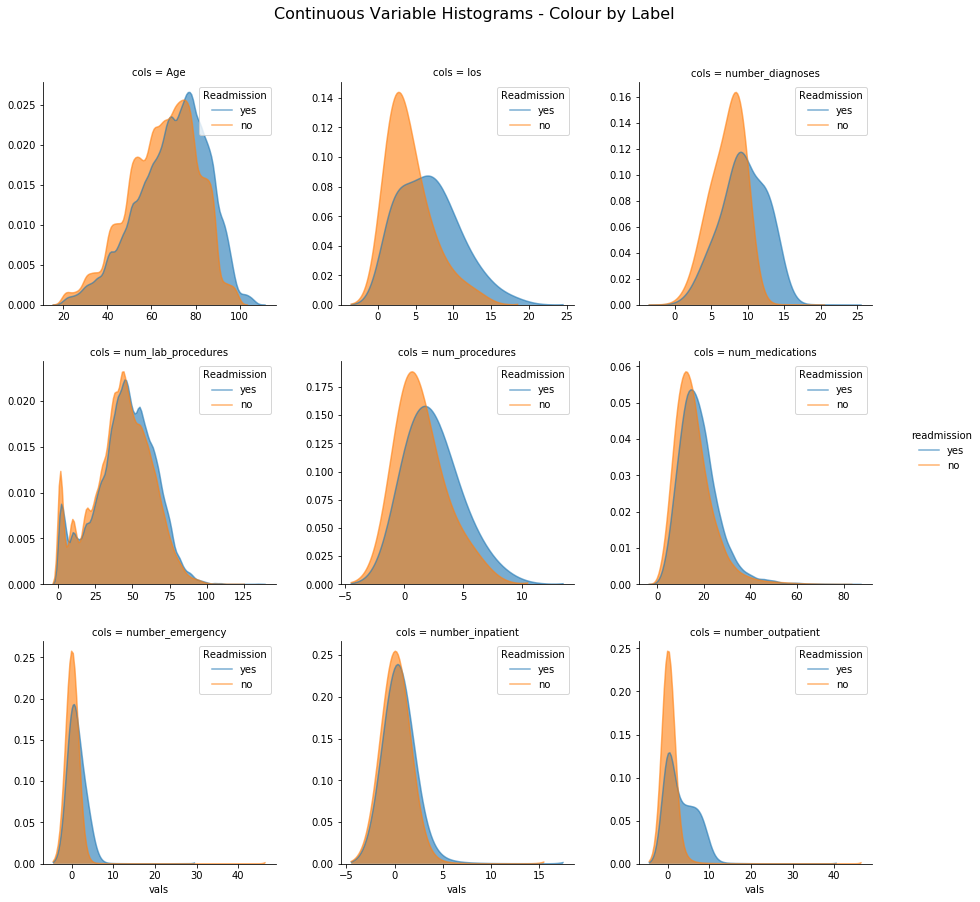 Continuous Variable Histograms - Colour by Label
cols = Age
0.025
0.020
0.015
0.010
0.005
0.000
20 40 60 80 100
Readmission
yes
no
cols = los
0.14
0.12
0.10
0.08
0.06
0.04
0.02
0.00
0 5 10 15 20 25
Readmission
yes
no
cols = number_diagnoses
0.16
0.14
0.12
0.10
0.08
0.06
0.04
0.02
0.00
0 5 10 15 20 25
Readmission
yes
no
cols = num_lab_procedures
0.020
0.015
0.010
0.005
0.000
0 25 50 75 100 125
Readmission
yes
no
cols = num_procedures
0.175
0.150
0.125
0.100
0.075
0.050
0.025
0.000
−5 0 5 10
Readmission
yes
no
cols = num_medications
0.06
0.05
0.04
0.03
0.02
0.01
0.00
0 20 40 60 80
Readmission
yes
no
readmission
yes
no
cols = number_emergency
0.25
0.20
0.15
0.10
0.05
0.00
0 10 20 30 40
vals
Readmission
yes
no
cols = number_inpatient
0.25
0.20
0.15
0.10
0.05
0.00
−5 0 5 10 15
vals
Readmission
yes
no
cols = number_outpatient
0.25
0.20
0.15
0.10
0.05
0.00
0 10 20 30 40
vals
Readmission
yes
no